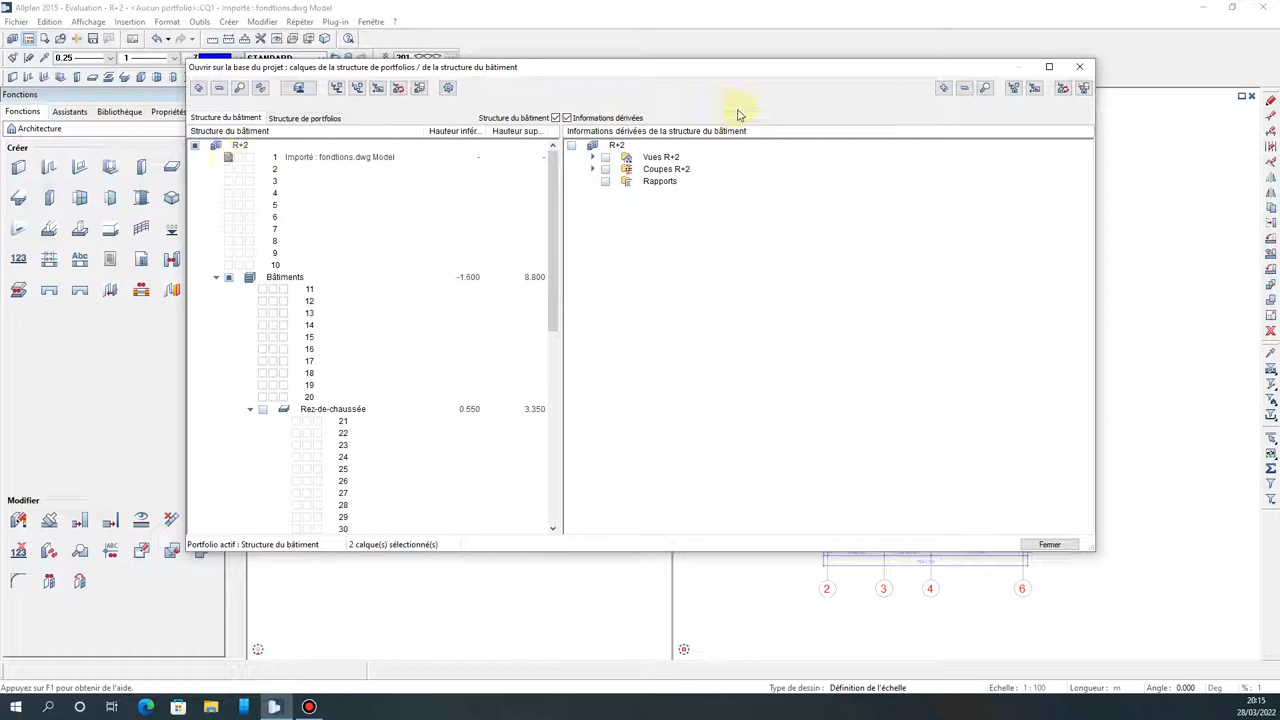 Allplan 2015 - Evaluation - R+2 - <Aucun portfolio>:CQ1 - Importé : fondtions.dwg Model
Fichier Edition Affichage Insertion Format Outils Créer Modifier Répéter Plug-in Fenêtre ?
0.25 1 7 STANDARD 301
Ouvrir sur la base du projet : calques de la structure de portfolios / de la structure du bâtiment
Fonctions
Fonctions Assistants Bibliothèque Propriétés
Architecture
Créer
Modifier
Structure du bâtiment Structure de portfolios Structure du bâtiment Informations dérivées
Structure du bâtiment Hauteur infér... Hauteur sup... Informations dérivées de la structure du bâtiment
R+2 R+2
1 Importé : fondtions.dwg Model - - Vues R+2
2 Coupes R+2
3 Rapports
4
5
6
7
8
9
10
Bâtiments -1.600 8.800
11
12
13
14
15
16
17
18
19
20
Rez-de-chaussée 0.550 3.350
21
22
23
24
25
26
27
28
29
30
Portfolio actif : Structure du bâtiment 2 calque(s) sélectionné(s) Fermer
2 3 4 6
Appuyez sur F1 pour obtenir de l'aide. Type de dessin : Définition de l'échelle Echelle : 1 : 100 Longueur : m Angle : 0.000 Deg % : 1
20:15
28/03/2022